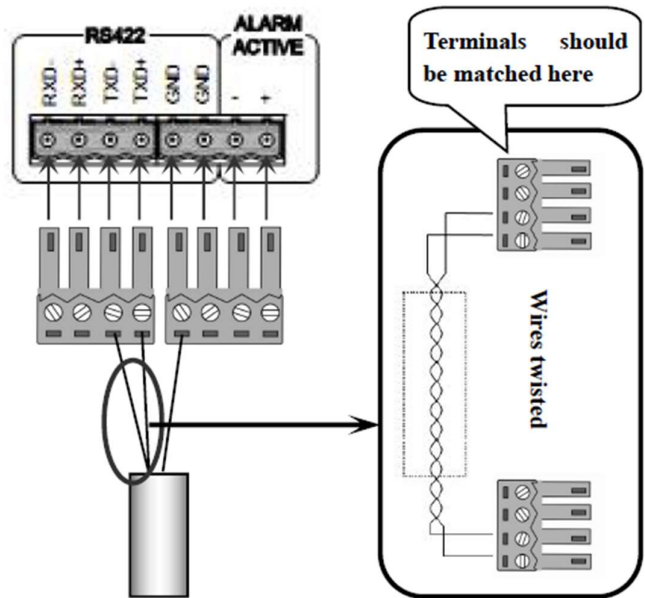 RS422
ALARM
ACTIVE
RXD-
RXD+
TXD-
TXD+
GND
GND
-
+
Terminals should
be matched here
Wires twisted